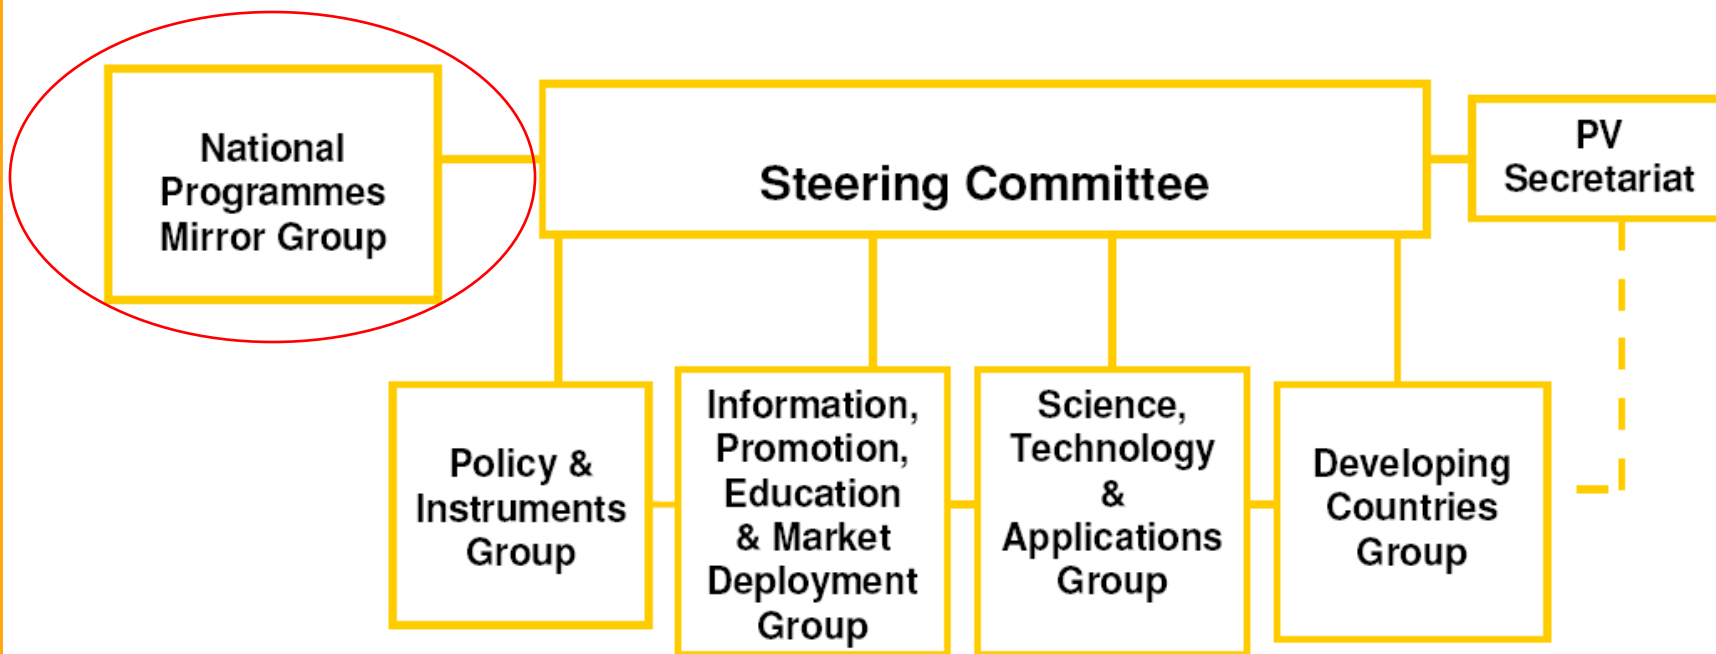 National
Programmes
Mirror Group
Steering Committee
PV
Secretariat
Policy &
Instruments
Group
Information,
Promotion,
Education
& Market
Deployment
Group
Science,
Technology
&
Applications
Group
Developing
Countries
Group